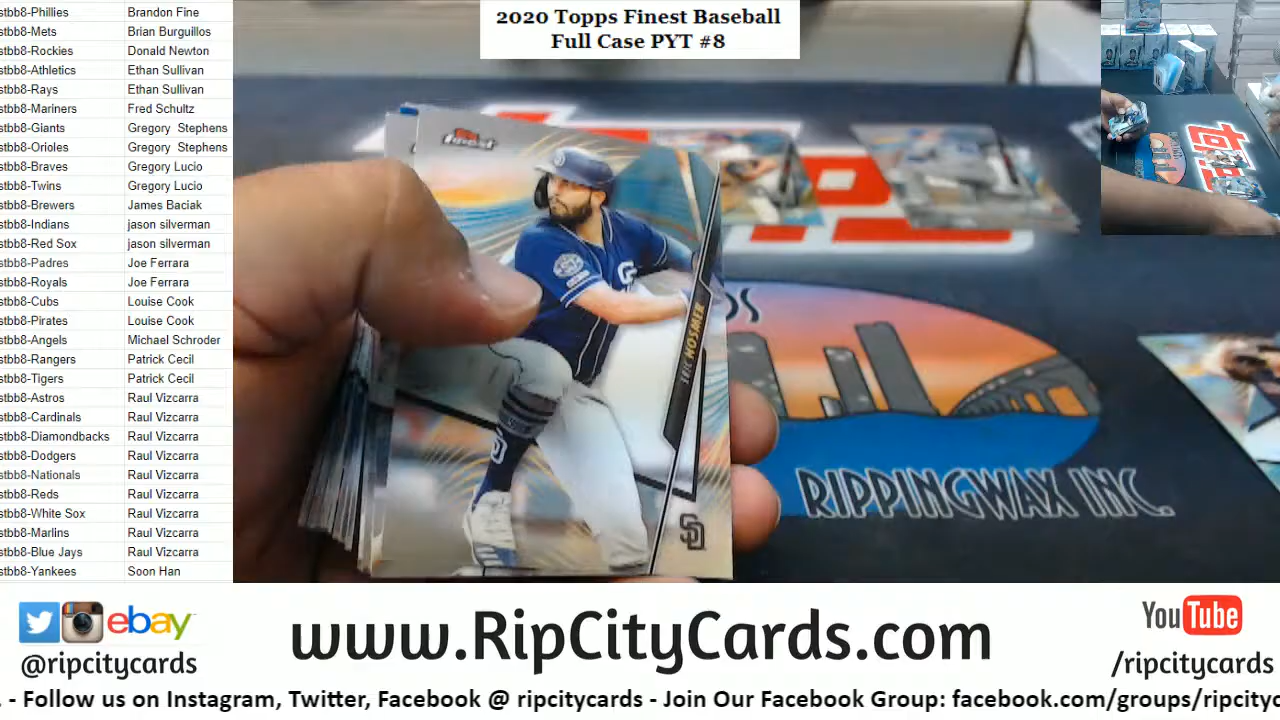 2020 Topps Finest Baseball
Full Case PYT #8
stbb8-Phillies Brandon Fine
stbb8-Mets Brian Burguillos
stbb8-Rockies Donald Newton
stbb8-Athletics Ethan Sullivan
stbb8-Rays Ethan Sullivan
stbb8-Mariners Fred Schultz
stbb8-Giants Gregory Stephens
stbb8-Orioles Gregory Stephens
stbb8-Braves Gregory Lucio
stbb8-Twins Gregory Lucio
stbb8-Brewers James Baciak
stbb8-Indians jason silverman
stbb8-Red Sox jason silverman
stbb8-Padres Joe Ferrara
stbb8-Royals Joe Ferrara
stbb8-Cubs Louise Cook
stbb8-Pirates Louise Cook
stbb8-Angels Michael Schroder
stbb8-Rangers Patrick Cecil
stbb8-Tigers Patrick Cecil
stbb8-Astros Raul Vizcarra
stbb8-Cardinals Raul Vizcarra
stbb8-Diamondbacks Raul Vizcarra
stbb8-Dodgers Raul Vizcarra
stbb8-Nationals Raul Vizcarra
stbb8-Reds Raul Vizcarra
stbb8-White Sox Raul Vizcarra
stbb8-Marlins Raul Vizcarra
stbb8-Blue Jays Raul Vizcarra
stbb8-Yankees Soon Han
Finest
ERIC HOSMER
SD
RIPPINGWAX INC.
ebay
@ripcitycards
www.RipCityCards.com
YouTube
/ripcitycards
. - Follow us on Instagram, Twitter, Facebook @ ripcitycards - Join Our Facebook Group: facebook.com/groups/ripcityc